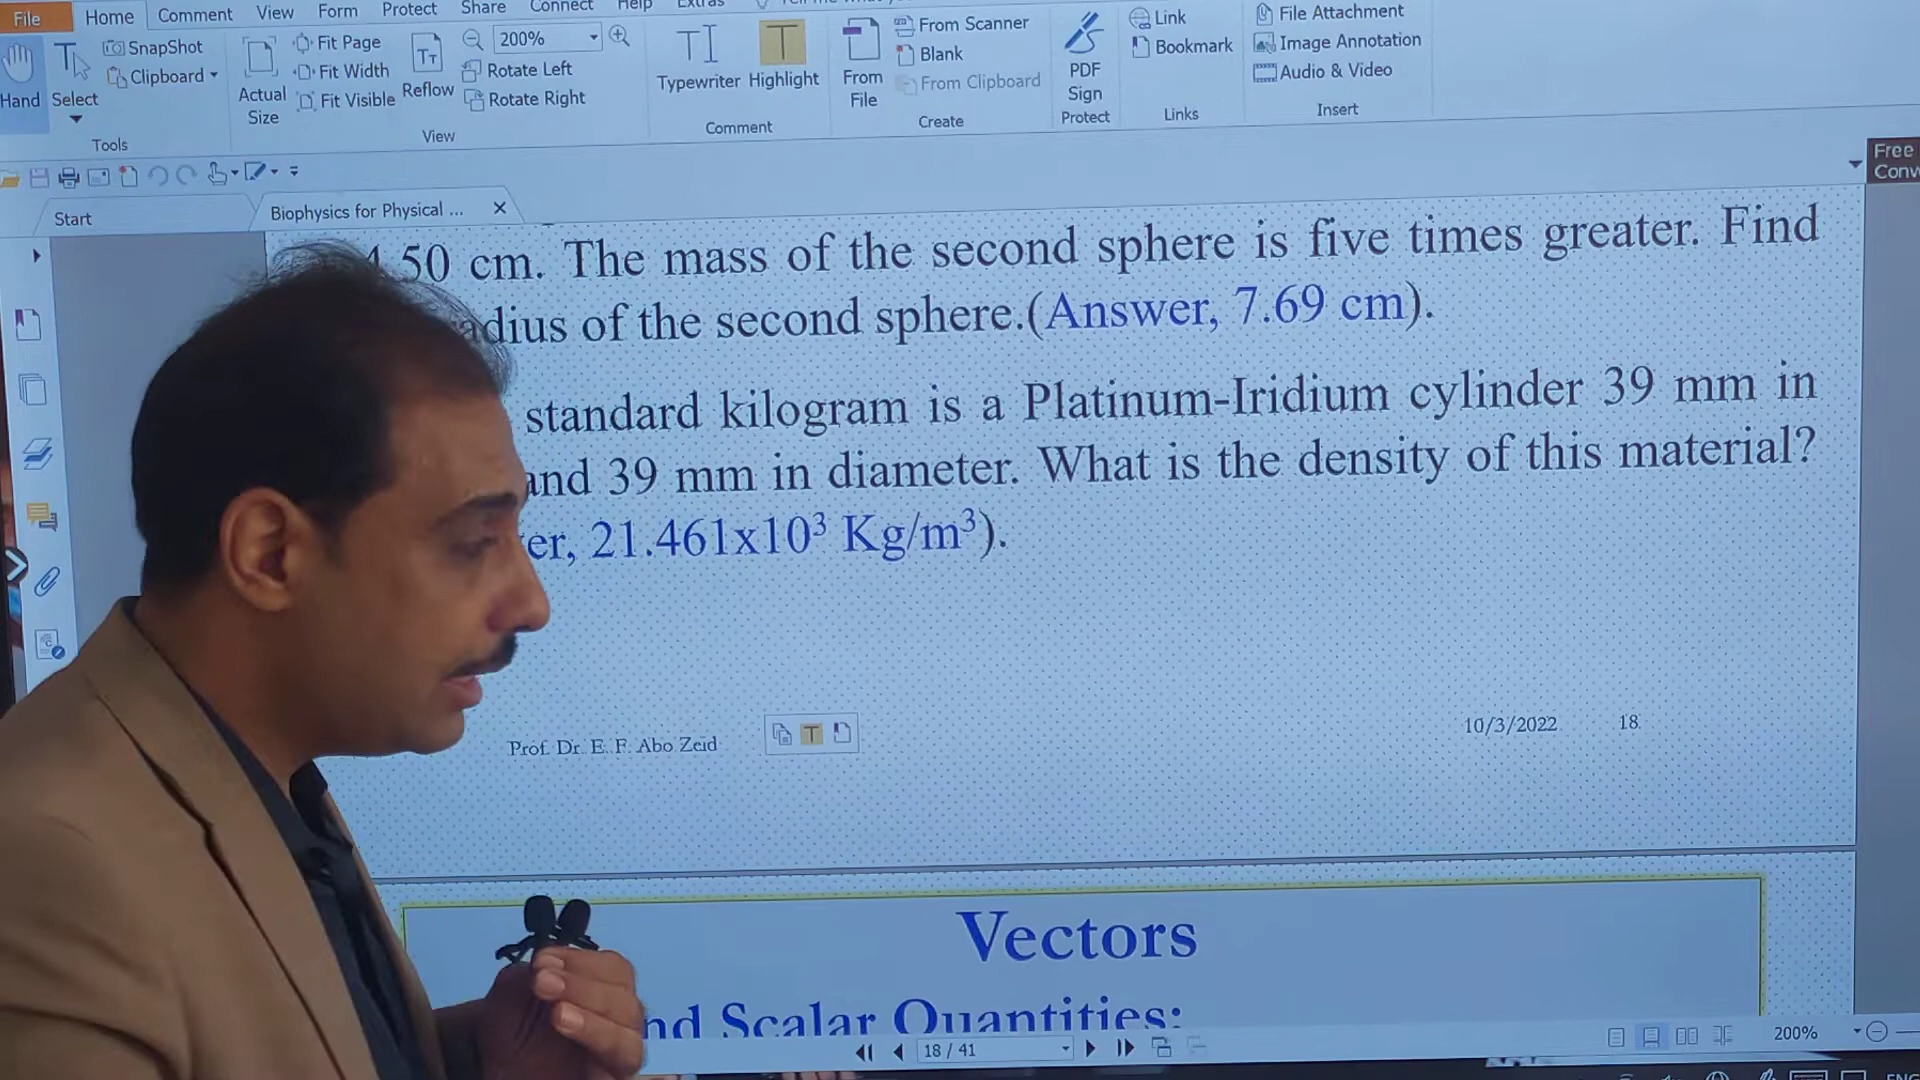 File Home Comment View Form Protect Share Connect Help Extras
Hand
Select
SnapShot
Clipboard
Tools
Actual Size
Fit Page
Fit Width
Fit Visible
Reflow
200%
Rotate Left
Rotate Right
View
Typewriter
Highlight
Comment
From File
From Scanner
Blank
From Clipboard
Create
PDF Sign
Protect
Link
Bookmark
Links
File Attachment
Image Annotation
Audio & Video
Insert
Free
Start
Biophysics for Physical ...
.50 cm. The mass of the second sphere is five times greater. Find
adius of the second sphere.(Answer, 7.69 cm).
standard kilogram is a Platinum-Iridium cylinder 39 mm in
and 39 mm in diameter. What is the density of this material?
er, 21.461x10³ Kg/m³).
Prof. Dr. E. F. Abo Zeid 10/3/2022 18
Vectors
nd Scalar Quantities:
18 / 41
200%